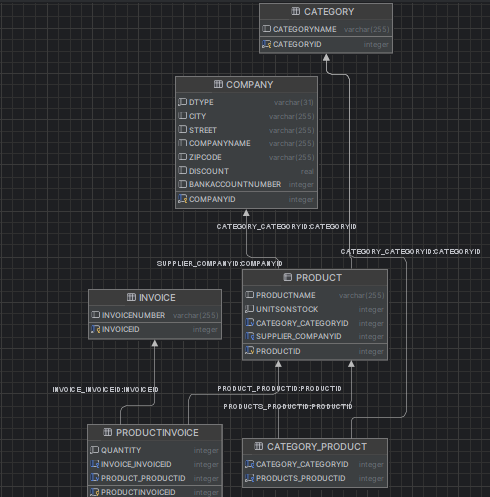 CATEGORY
CATEGORYNAME varchar(255)
CATEGORYID integer
COMPANY
DTYPE varchar(31)
CITY varchar(255)
STREET varchar(255)
COMPANYNAME varchar(255)
ZIPCODE varchar(255)
DISCOUNT real
BANKACCOUNTNUMBER integer
COMPANYID integer
CATEGORY_CATEGORYID:CATEGORYID
CATEGORY_CATEGORYID:CATEGORYID
SUPPLIER_COMPANYID:COMPANYID
PRODUCT
PRODUCTNAME varchar(255)
UNITSONSTOCK integer
CATEGORY_CATEGORYID integer
SUPPLIER_COMPANYID integer
PRODUCTID integer
INVOICE
INVOICENUMBER varchar(255)
INVOICEID integer
INVOICE_INVOICEID:INVOICEID
PRODUCT_PRODUCTID:PRODUCTID
PRODUCTS_PRODUCTID:PRODUCTID
PRODUCTINVOICE
QUANTITY integer
INVOICE_INVOICEID integer
PRODUCT_PRODUCTID integer
PRODUCTINVOICEID integer
CATEGORY_PRODUCT
CATEGORY_CATEGORYID integer
PRODUCTS_PRODUCTID integer